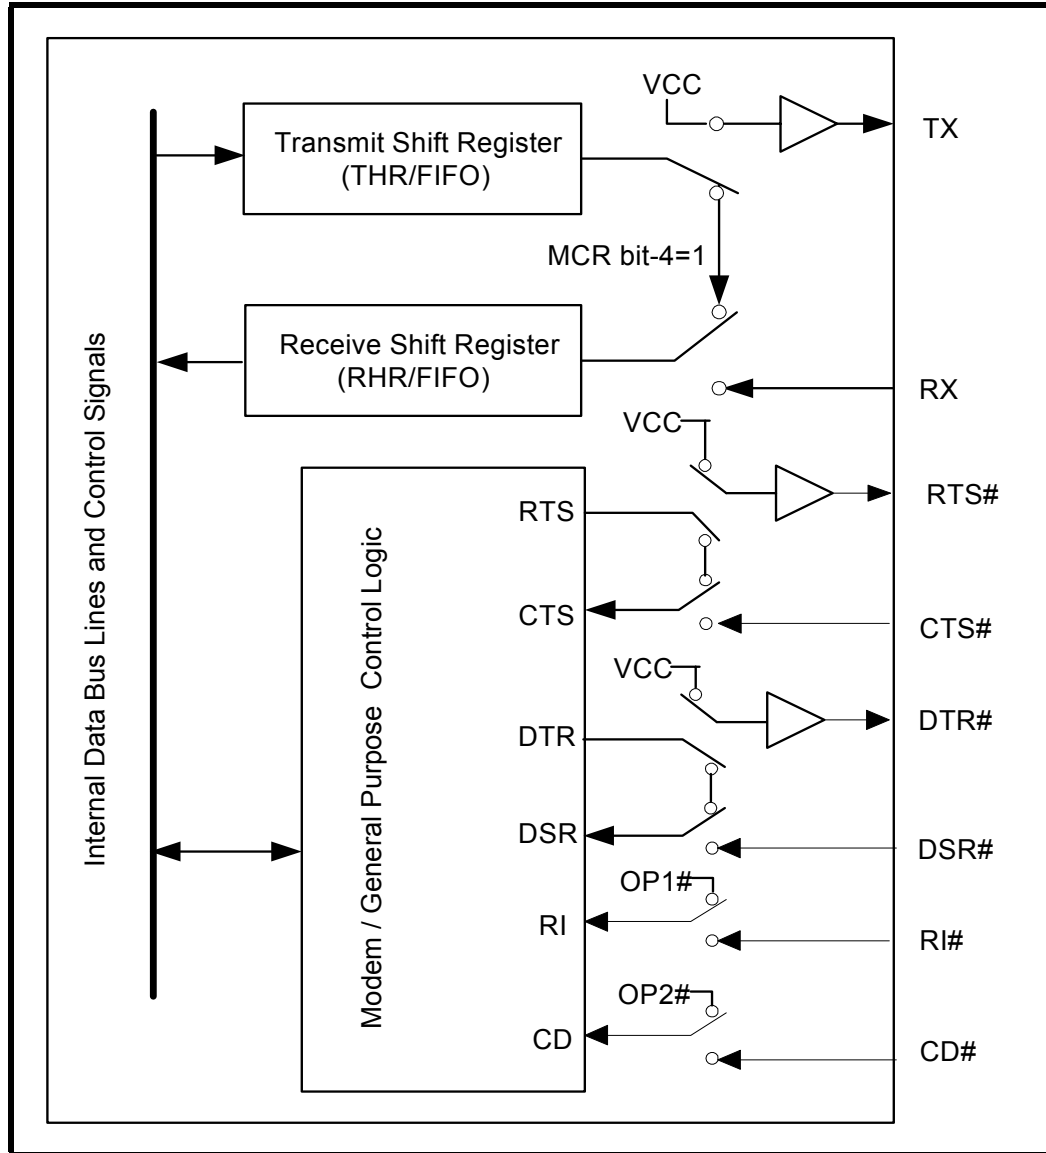 VCC
TX
Transmit Shift Register
(THR/FIFO)
MCR bit-4=1
Receive Shift Register
(RHR/FIFO)
RX
Internal Data Bus Lines and Control Signals
VCC
RTS#
Modem / General Purpose Control Logic
RTS
CTS
CTS#
VCC
DTR#
DTR
DSR
DSR#
OP1#
RI
RI#
OP2#
CD
CD#